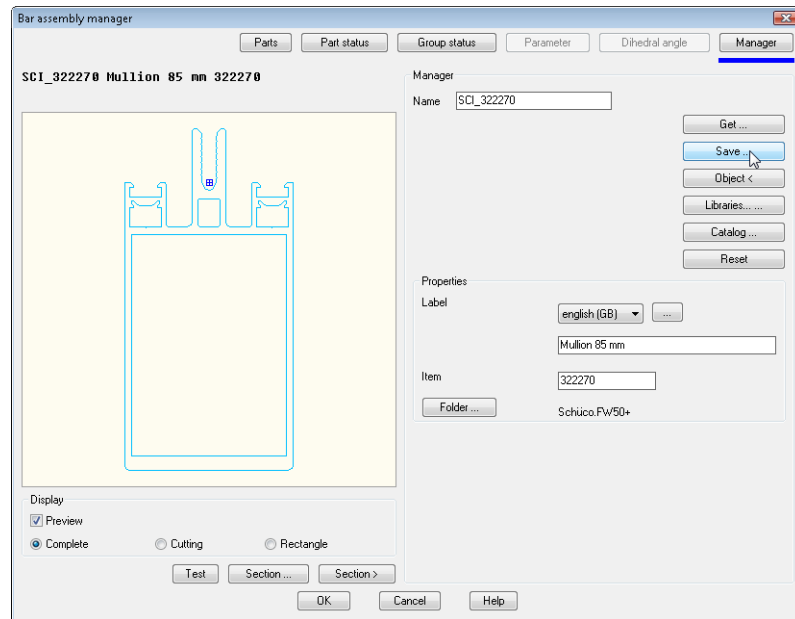 Bar assembly manager
Parts Part status Group status Parameter Dihedral angle Manager
SCI_322270 Mullion 85 mm 322270
Manager
Name SCI_322270
Get ...
Save ...
Object <
Libraries... ...
Catalog ...
Reset
Properties
Label english (GB) ...
Mullion 85 mm
Item 322270
Folder ... Schüco.FW50+
Display
Preview
Complete Cutting Rectangle
Test Section ... Section >
OK Cancel Help